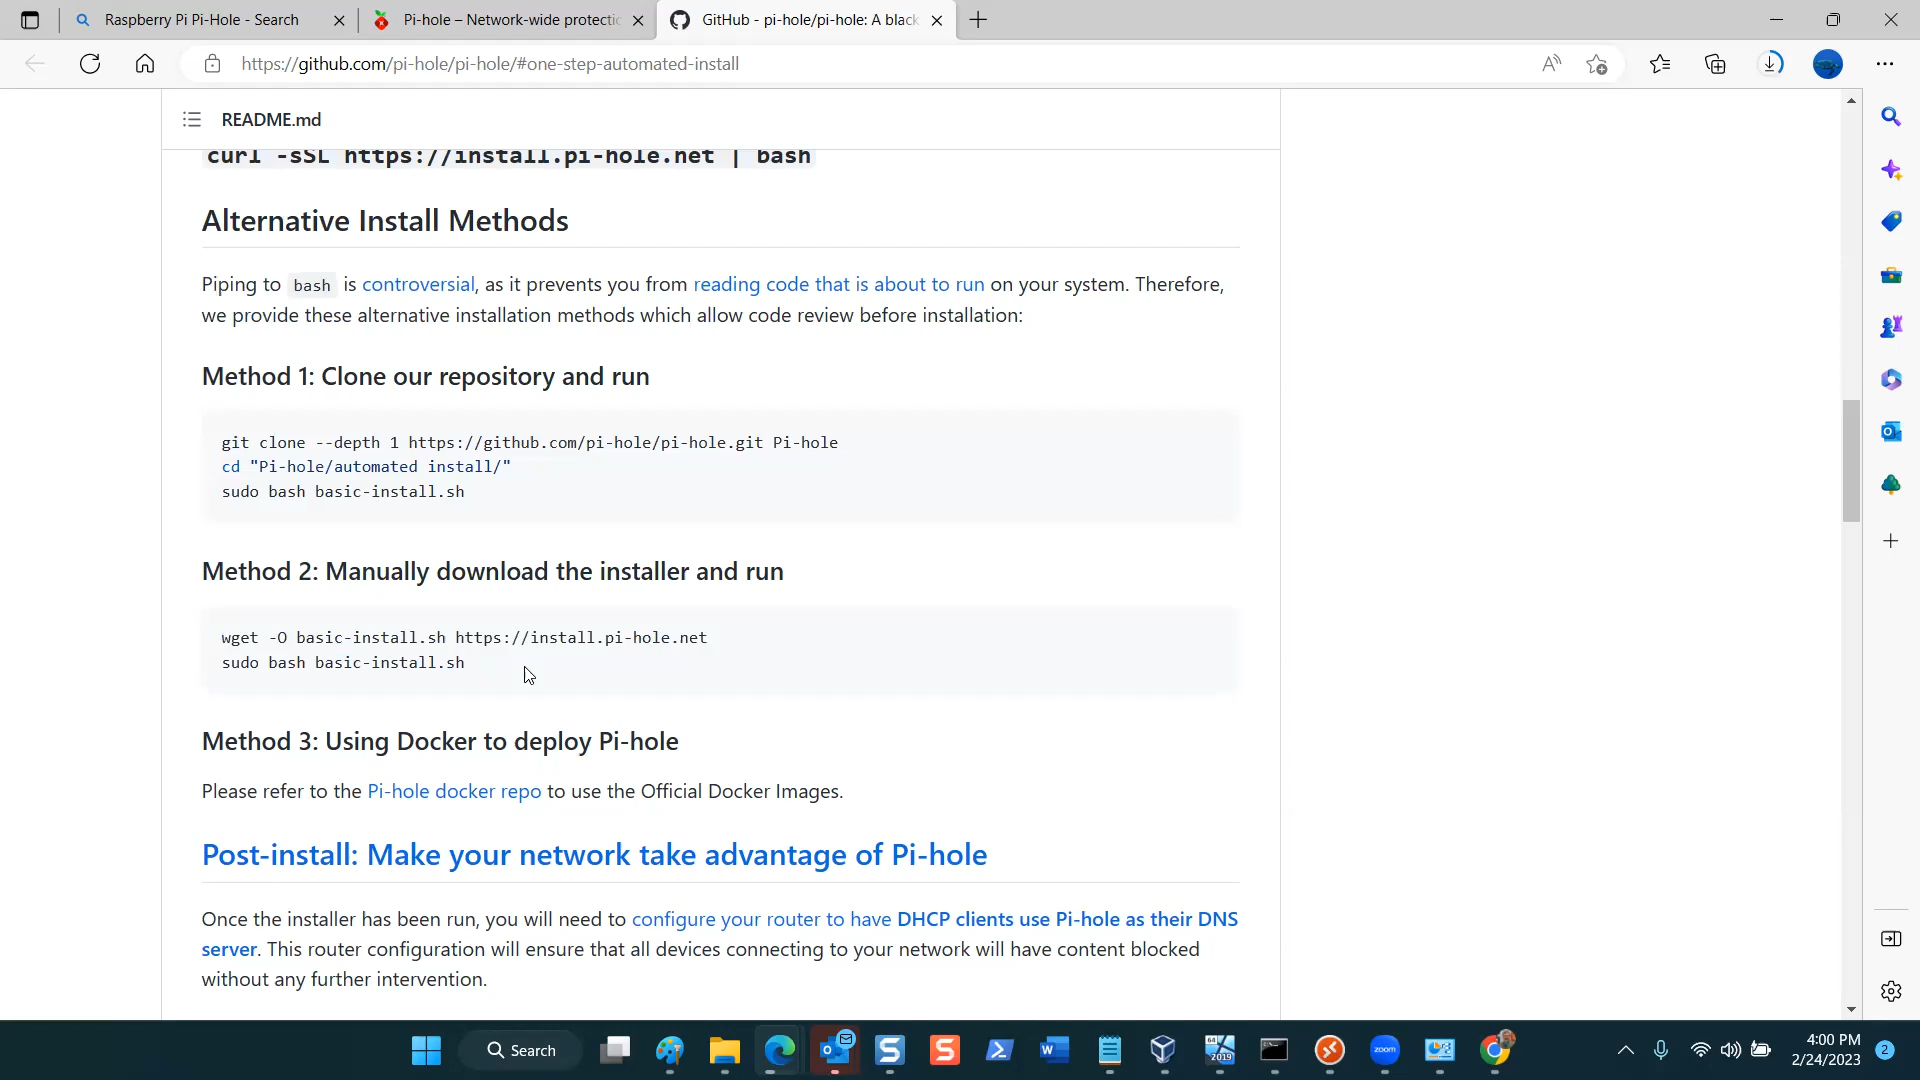 Raspberry Pi Pi-Hole - Search
Pi-hole – Network-wide protectic
GitHub - pi-hole/pi-hole: A black
https://github.com/pi-hole/pi-hole/#one-step-automated-install
README.md
curl -sSL https://install.pi-hole.net | bash
Alternative Install Methods
Piping to bash is controversial, as it prevents you from reading code that is about to run on your system. Therefore,
we provide these alternative installation methods which allow code review before installation:
Method 1: Clone our repository and run
git clone --depth 1 https://github.com/pi-hole/pi-hole.git Pi-hole
cd "Pi-hole/automated install/"
sudo bash basic-install.sh
Method 2: Manually download the installer and run
wget -O basic-install.sh https://install.pi-hole.net
sudo bash basic-install.sh
Method 3: Using Docker to deploy Pi-hole
Please refer to the Pi-hole docker repo to use the Official Docker Images.
Post-install: Make your network take advantage of Pi-hole
Once the installer has been run, you will need to configure your router to have DHCP clients use Pi-hole as their DNS
server. This router configuration will ensure that all devices connecting to your network will have content blocked
without any further intervention.
Search
64
2019
zoom
4:00 PM
2/24/2023
2